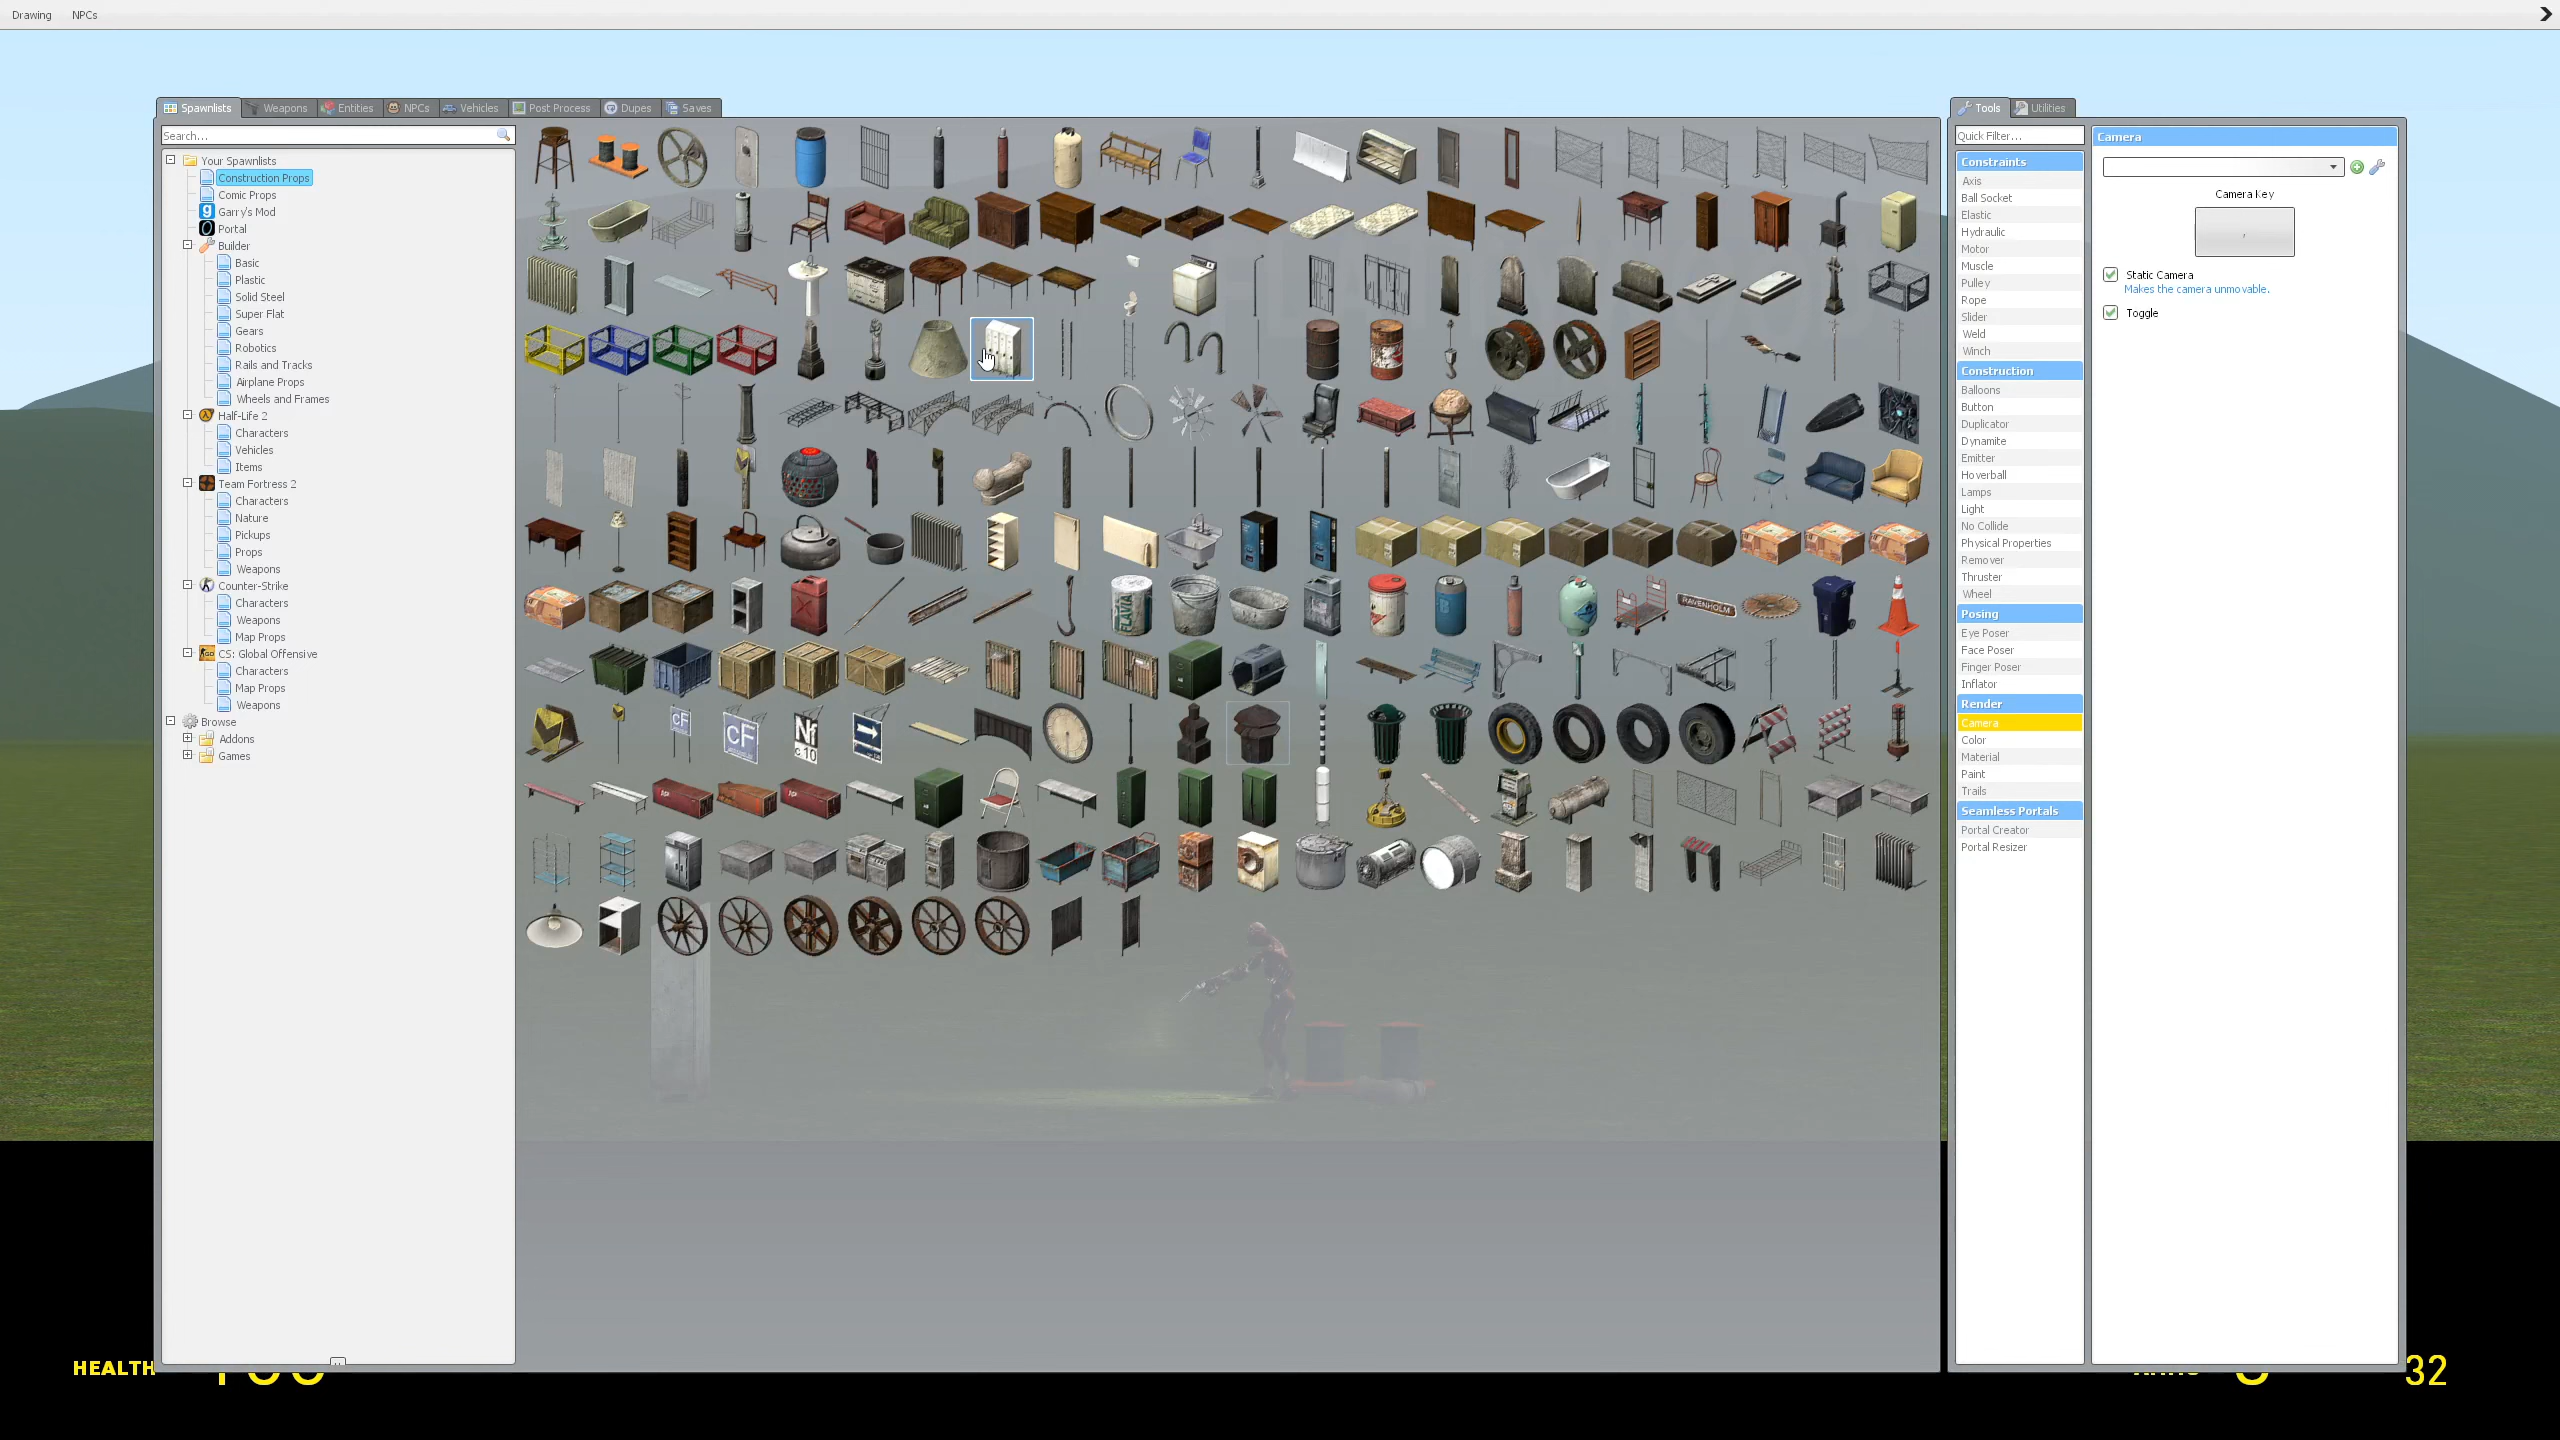 Drawing NPCs
Spawnlists Weapons Entities NPCs Vehicles Post Process Dupes Saves
Search...
Your Spawnlists
Construction Props
Comic Props
Garry's Mod
Portal
Builder
Basic
Plastic
Solid Steel
Super Flat
Gears
Robotics
Rails and Tracks
Airplane Props
Wheels and Frames
Half-Life 2
Characters
Vehicles
Items
Team Fortress 2
Characters
Nature
Pickups
Props
Weapons
Counter-Strike
Characters
Weapons
Map Props
CS: Global Offensive
Characters
Map Props
Weapons
Browse
Addons
Games
FLAVIA
RAVENHOLM
cF
cF
Nf
c10
Tools Utilities
Quick Filter...
Constraints
Axis
Ball Socket
Elastic
Hydraulic
Motor
Muscle
Pulley
Rope
Slider
Weld
Winch
Construction
Balloons
Button
Duplicator
Dynamite
Emitter
Hoverball
Lamps
Light
No Collide
Physical Properties
Remover
Thruster
Wheel
Posing
Eye Poser
Face Poser
Finger Poser
Inflator
Render
Camera
Color
Material
Paint
Trails
Seamless Portals
Portal Creator
Portal Resizer
Camera
Camera Key
,
Static Camera
Makes the camera unmovable.
Toggle
HEALTH
32